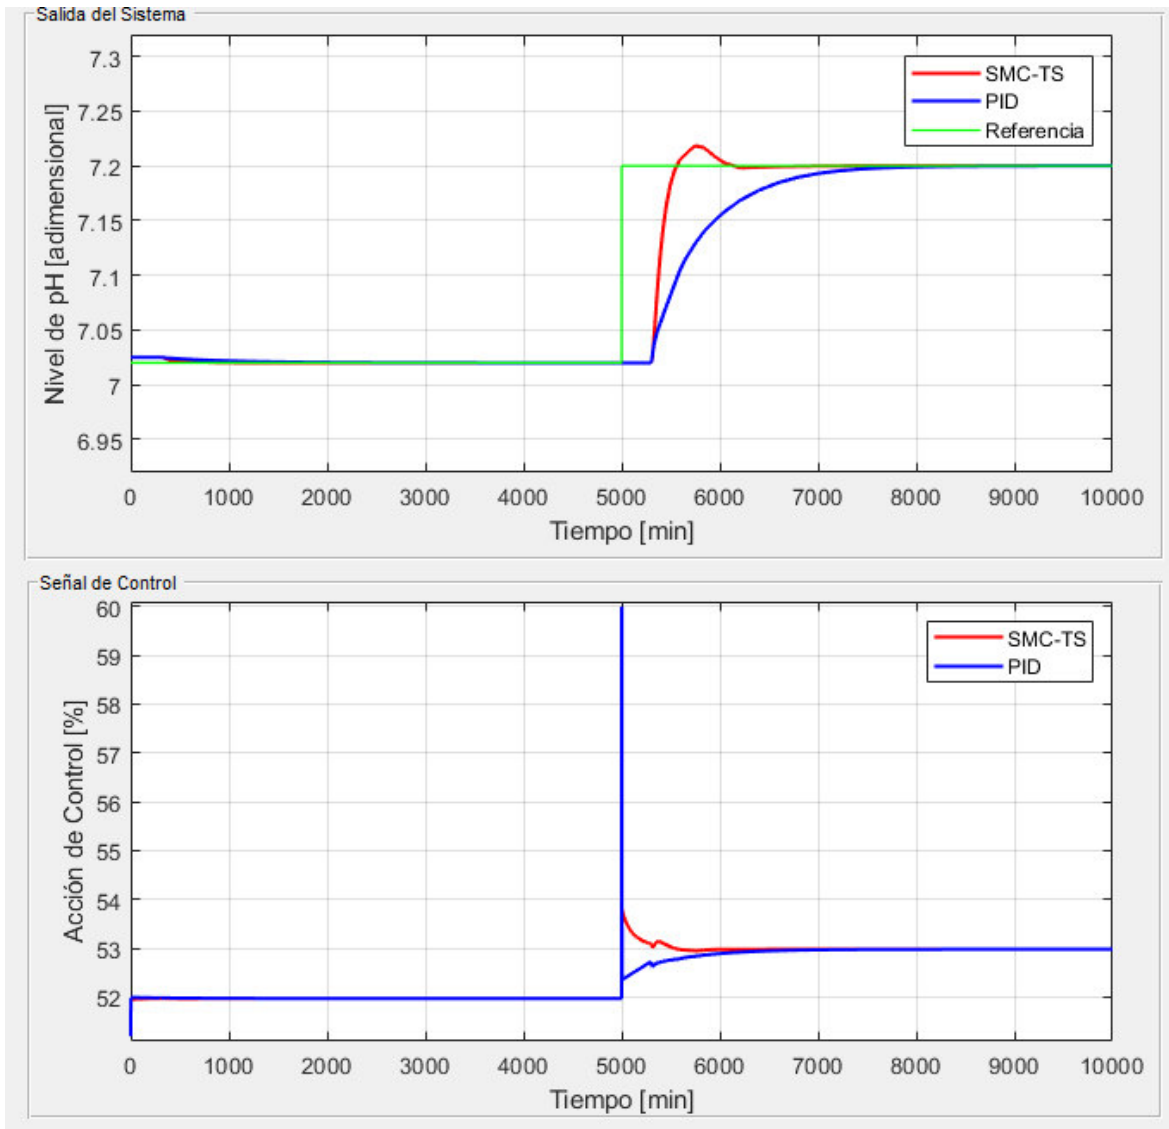 Salida del Sistema
7.3
7.25
7.2
7.15
7.1
7.05
7
6.95
Nivel de pH [adimensional]
SMC-TS
PID
Referencia
0 1000 2000 3000 4000 5000 6000 7000 8000 9000 10000
Tiempo [min]
Señal de Control
60
59
58
57
56
55
54
53
52
Acción de Control [%]
SMC-TS
PID
0 1000 2000 3000 4000 5000 6000 7000 8000 9000 10000
Tiempo [min]